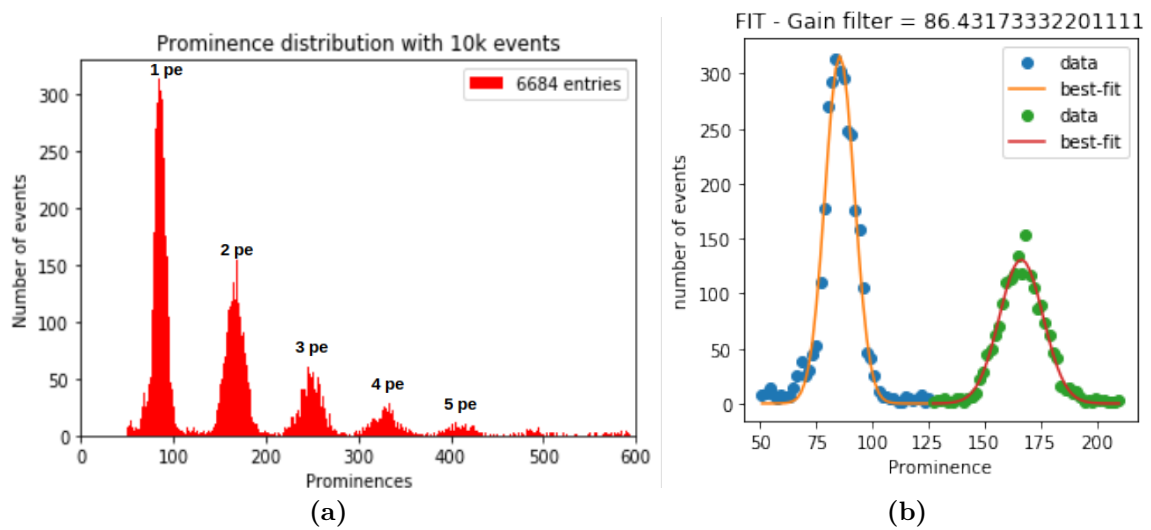 Prominence distribution with 10k events
1 pe
2 pe
3 pe
4 pe
5 pe
6684 entries
Number of events
300
250
200
150
100
50
0
0 100 200 300 400 500 600
Prominences
(a)
FIT - Gain filter = 86.43173332201111
data
best-fit
data
best-fit
number of events
300
250
200
150
100
50
0
50 75 100 125 150 175 200
Prominence
(b)